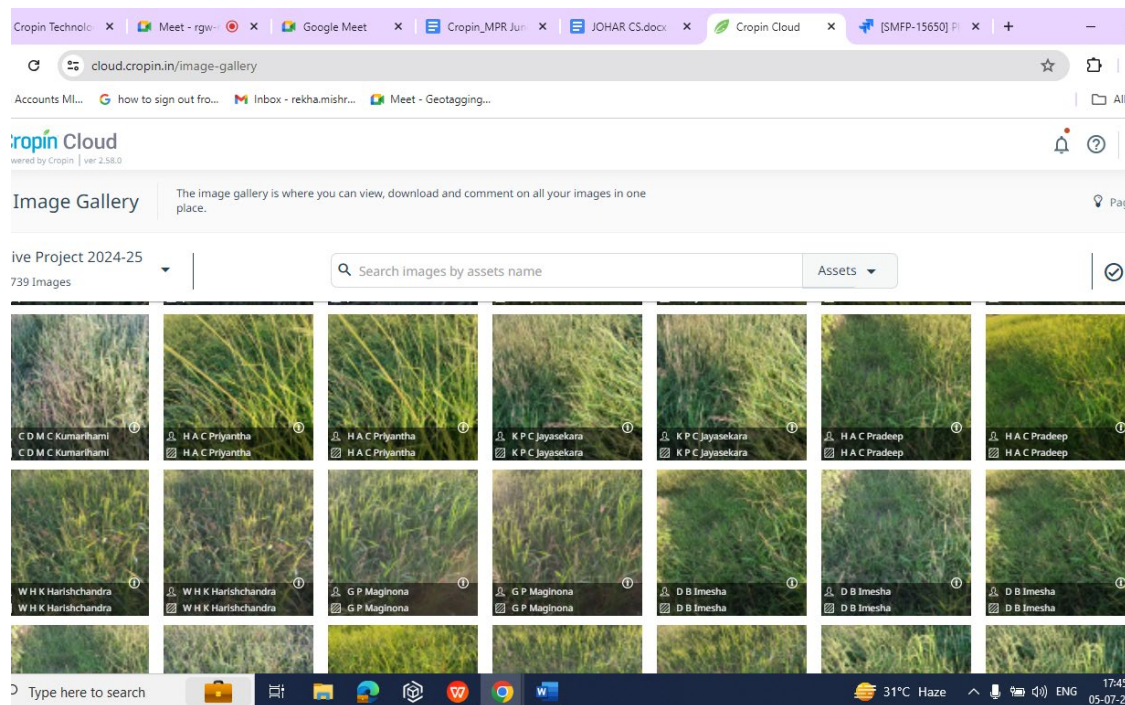 Cropin Technolo
Meet - rgw-
Google Meet
Cropin_MPR Jun
JOHAR CS.docx
Cropin Cloud
[SMFP-15650] Pl
cloud.cropin.in/image-gallery
Accounts MI...
how to sign out fro...
Inbox - rekha.mishr...
Meet - Geotagging...
All
Cropin Cloud
wered by Cropin | ver 2.58.0
Image Gallery
The image gallery is where you can view, download and comment on all your images in one
place.
Pag
ive Project 2024-25
739 Images
Search images by assets name
Assets
C D M C Kumarihami
C D M C Kumarihami
H A C Priyantha
H A C Priyantha
H A C Priyantha
H A C Priyantha
K P C Jayasekara
K P C Jayasekara
K P C Jayasekara
K P C Jayasekara
H A C Pradeep
H A C Pradeep
H A C Pradeep
H A C Pradeep
W H K Harishchandra
W H K Harishchandra
W H K Harishchandra
W H K Harishchandra
G P Maginona
G P Maginona
G P Maginona
G P Maginona
D B Imesha
D B Imesha
D B Imesha
D B Imesha
D B Imesha
D B Imesha
Type here to search
31°C Haze
ENG
17:45
05-07-2